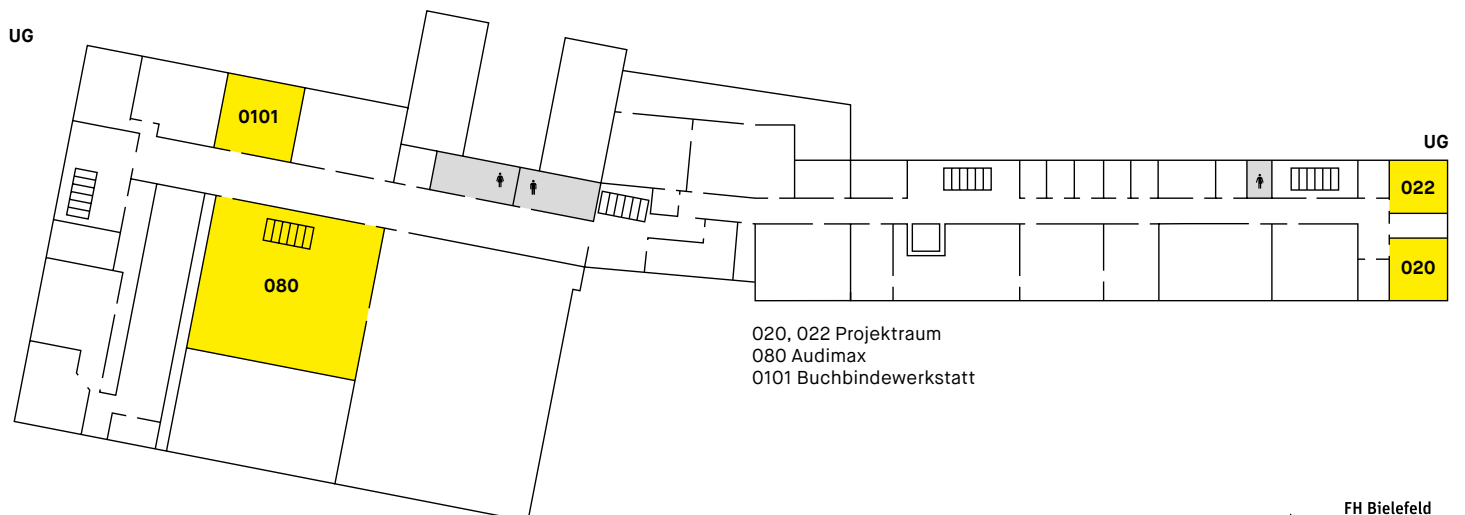 UG
0101
UG
022
080
020
020, 022 Projektraum
080 Audimax
0101 Buchbindewerkstatt
FH Bielefeld